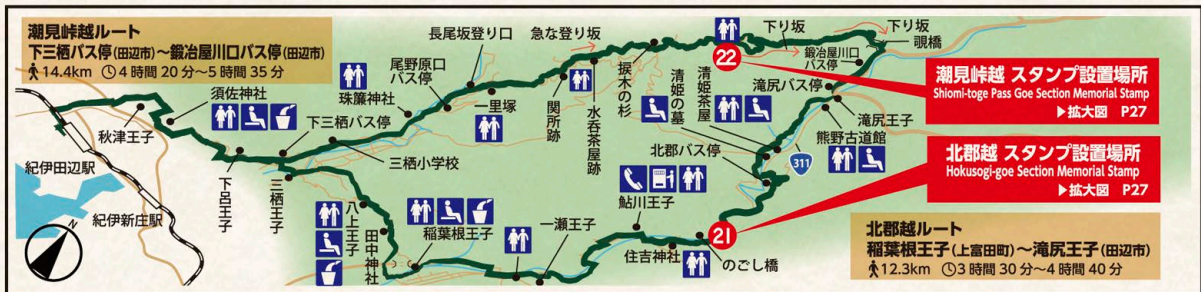 潮見峠越ルート
下三栖バス停(田辺市)～鍛冶屋川口バス停(田辺市)
14.4km 4時間20分～5時間35分
須佐神社
秋津王子
紀伊田辺駅
紀伊新庄駅
下呂王子
三栖王子
下三栖バス停
三栖小学校
珠簾神社
尾野原口
バス停
長尾坂登り口
一里塚
関所跡
急な登り坂
水呑茶屋跡
捩木の杉
22
下り坂
下り坂
覗橋
鍛冶屋川口
バス停
滝尻バス停
滝尻王子
熊野古道館
311
清姫の墓
清姫茶屋
北郡バス停
鮎川王子
住吉神社
のごし橋
21
一瀬王子
稲葉根王子
田中神社
八上王子
N
潮見峠越 スタンプ設置場所
Shiomi-toge Pass Goe Section Memorial Stamp
▶拡大図 P27
北郡越 スタンプ設置場所
Hokusogi-goe Section Memorial Stamp
▶拡大図 P27
北郡越ルート
稲葉根王子(上富田町)～滝尻王子(田辺市)
12.3km 3時間30分～4時間40分